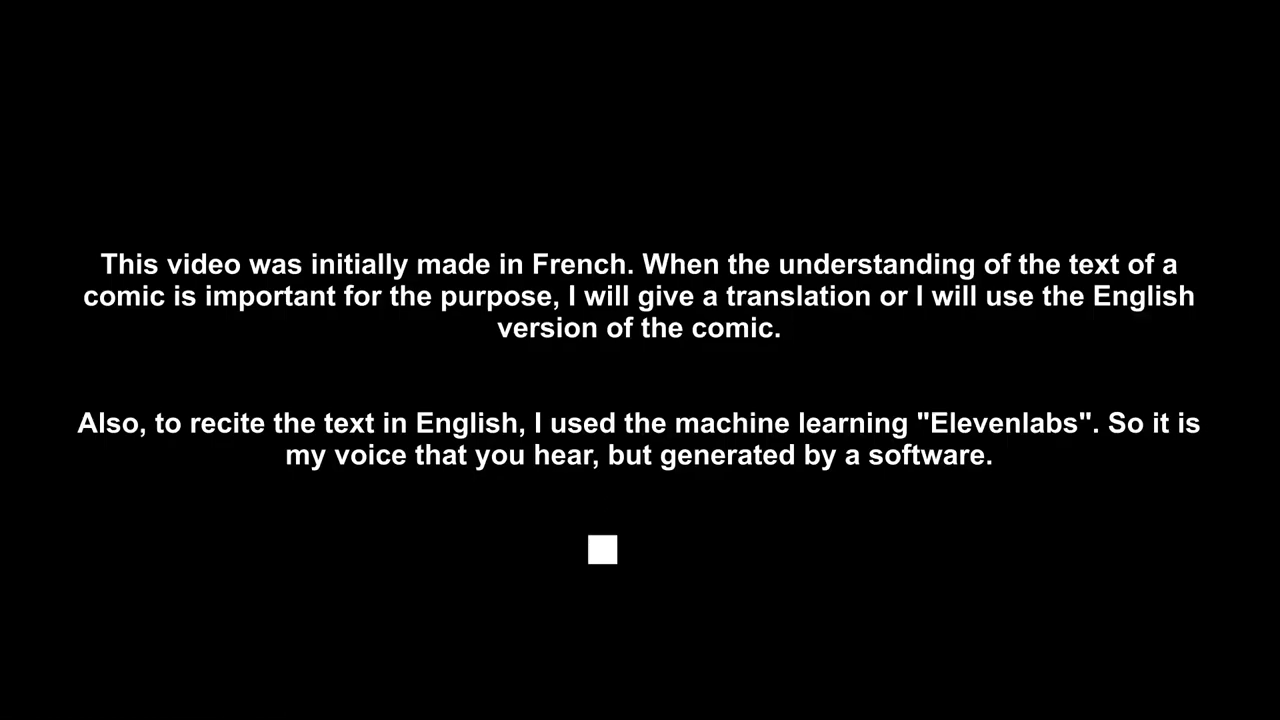 This video was initially made in French. When the understanding of the text of a
comic is important for the purpose, I will give a translation or I will use the English
version of the comic.
Also, to recite the text in English, I used the machine learning "Elevenlabs". So it is
my voice that you hear, but generated by a software.